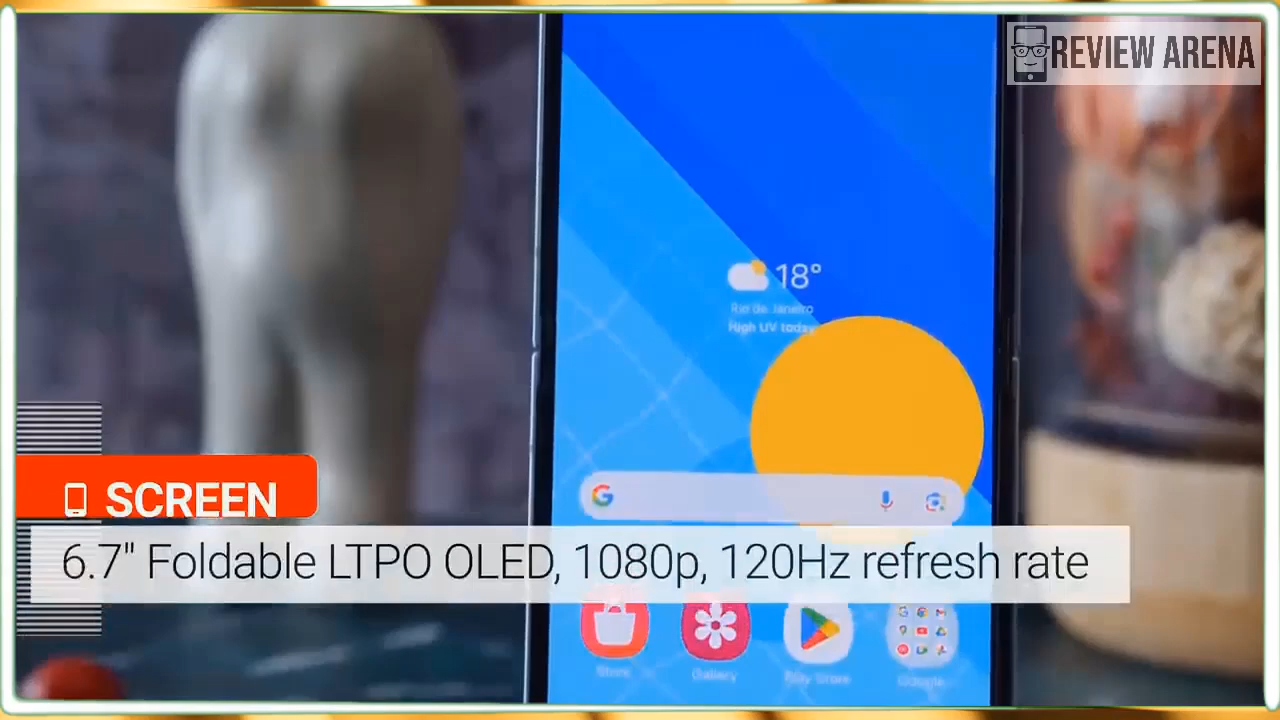 REVIEW ARENA
18°
Rio de Janeiro
High UV today
G
SCREEN
6.7" Foldable LTPO OLED, 1080p, 120Hz refresh rate
Store
Gallery
Play Store
Google